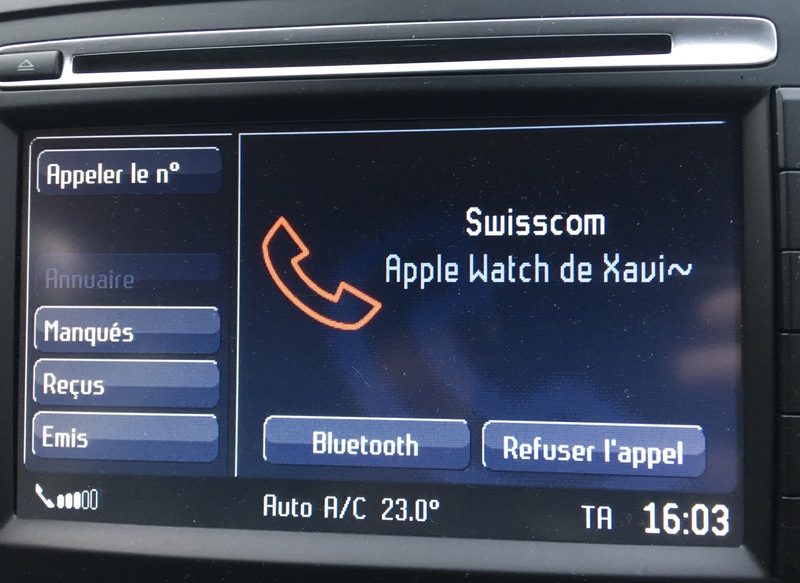 Appeler le n°
Annuaire
Manqués
Reçus
Emis
Swisscom
Apple Watch de Xavi~
Bluetooth
Refuser l'appel
Auto A/C 23.0°
TA
16:03